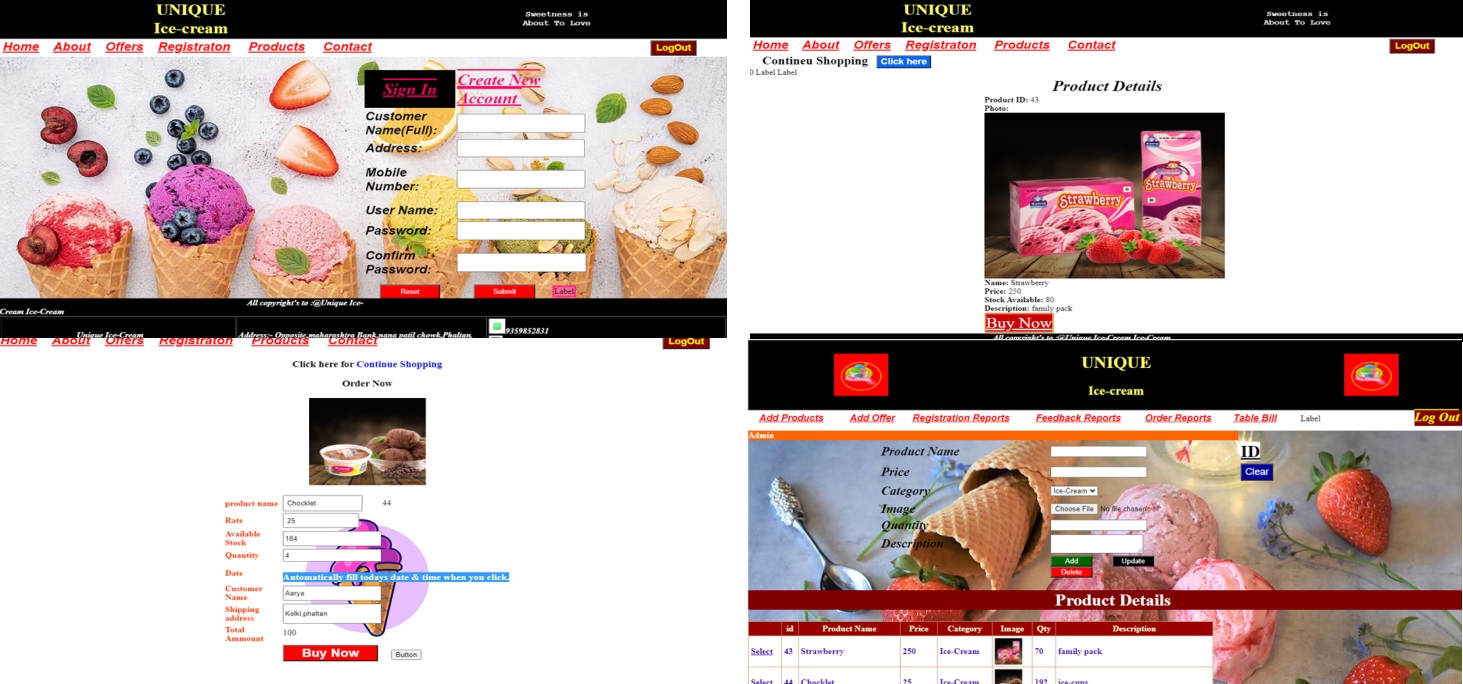 UNIQUE
Ice-cream
Sweetness is
About To Love
Home About Offers Registraton Products Contact LogOut
Sign In Create New
Account
Customer
Name(Full):
Address:
Mobile
Number:
User Name:
Password:
Confirm
Password:
Reset Submit Label
All copyright's to :@Unique Ice-
Cream Ice-Cream
Unique Ice-Cream Address:- Opposite maharashtra Bank,nana patil chowk,Phaltan. 9359852831
UNIQUE
Ice-cream
Sweetness is
About To Love
Home About Offers Registraton Products Contact LogOut
Contineu Shopping Click here
0 Label Label
Product Details
Product ID: 43
Photo:
Strawberry
Strawberry
Name: Strawberry
Price: 250
Stock Available: 80
Description: family pack
Buy Now
All copyright's to :@Unique Ice-Cream Ice-Cream
Home About Offers Registraton Products Contact LogOut
Click here for Continue Shopping
Order Now
product name Chocklet 44
Rate 25
Available
Stock 184
Quantity 4
Date Automatically fill todays date & time when you click.
Customer
Name Aarya
Shipping
address Kolki,phaltan
Total
Ammount 100
Buy Now Button
UNIQUE
Ice-cream
Add Products Add Offer Registration Reports Feedback Reports Order Reports Table Bill Label Log Out
Admin
Product Name ID
Price Clear
Category Ice-Cream
Image Choose File No file chosen
Quantity
Description
Add Update
Delete
Product Details
id Product Name Price Category Image Qty Description
Select 43 Strawberry 250 Ice-Cream 70 family pack
Select 44 Chocklet 25 Ice-Cream 192 ice-cups